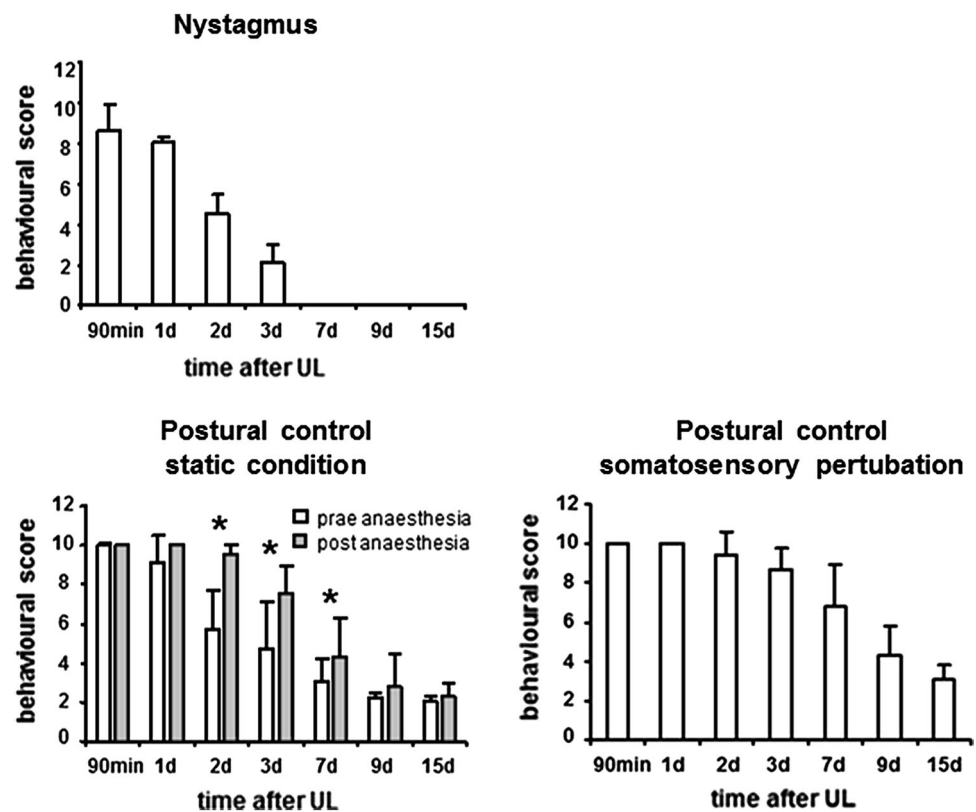 Nystagmus
behavioural score
12
10
8
6
4
2
0
90min 1d 2d 3d 7d 9d 15d
time after UL
Postural control
static condition
behavioural score
12
10
8
6
4
2
0
* * *
prae anaesthesia
post anaesthesia
90min 1d 2d 3d 7d 9d 15d
time after UL
Postural control
somatosensory pertubation
behavioural score
12
10
8
6
4
2
0
90min 1d 2d 3d 7d 9d 15d
time after UL